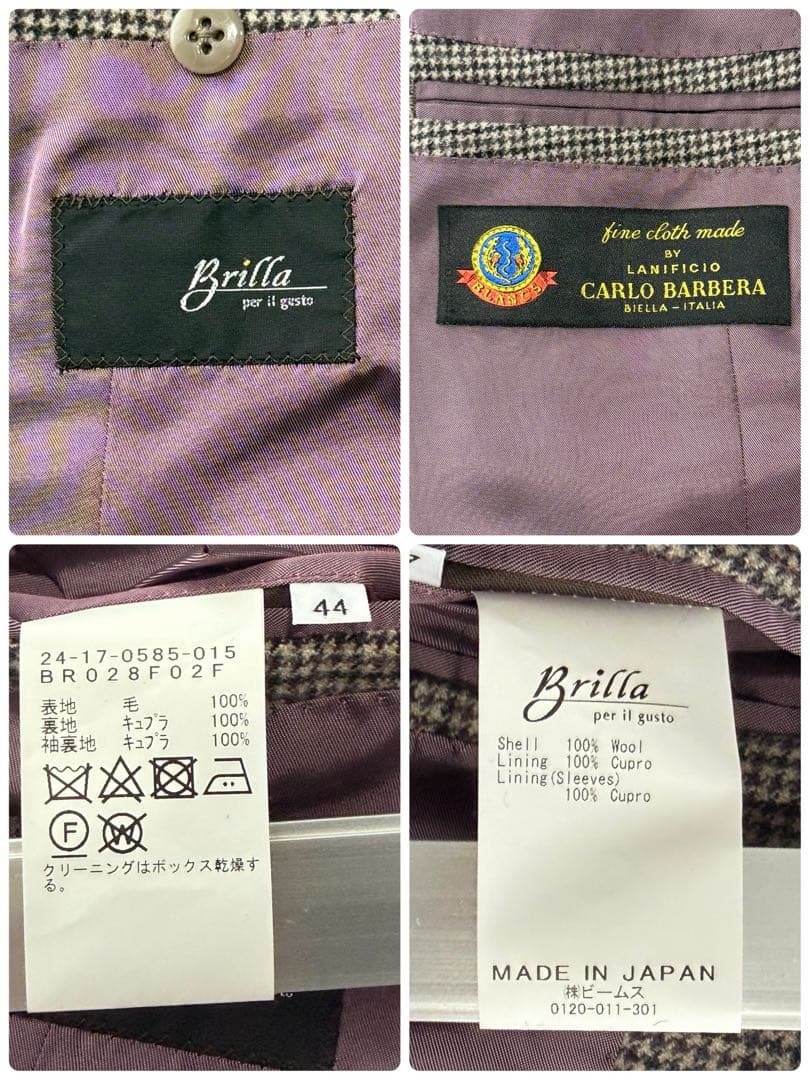 Brilla
per il gusto
fine cloth made
BY
LANIFICIO
CARLO BARBERA
BIELLA – ITALIA
BLANCS
44
24-17-0585-015
BR028F02F
表地 毛 100%
裏地 キュプラ 100%
袖裏地 キュプラ 100%
F
W
クリーニングはボックス乾燥す
る。
Brilla
per il gusto
Shell 100% Wool
Lining 100% Cupro
Lining(Sleeves)
100% Cupro
MADE IN JAPAN
㈱ビームス
0120-011-301